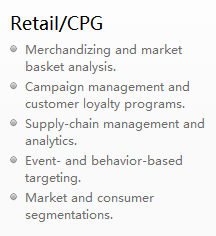 Retail/CPG
Merchandizing and market
basket analysis.
Campaign management and
customer loyalty programs.
Supply-chain management and
analytics.
Event- and behavior-based
targeting.
Market and consumer
segmentations.